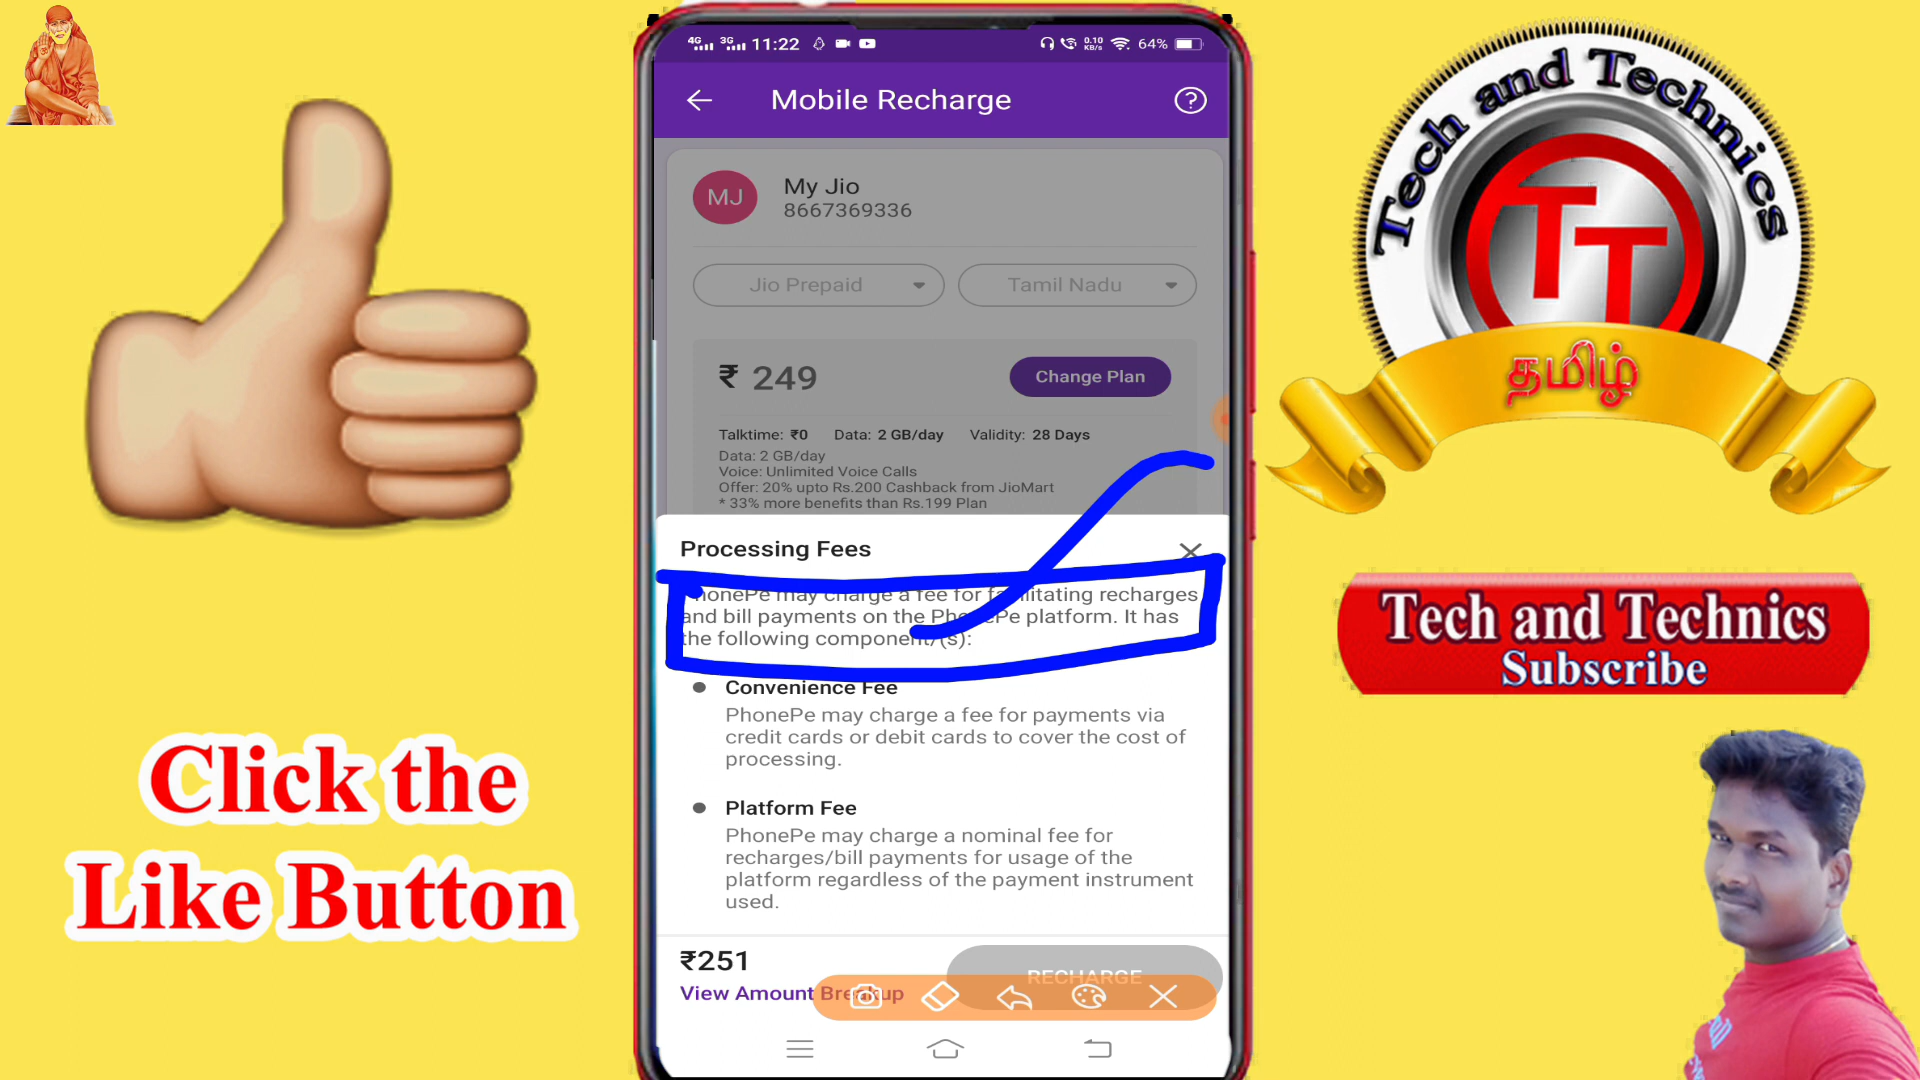 4G 3G 11:22 0.10 KB/s 64%
Mobile Recharge
MJ
My Jio
8667369336
Jio Prepaid
Tamil Nadu
₹ 249
Change Plan
Talktime: ₹0 Data: 2 GB/day Validity: 28 Days
Data: 2 GB/day
Voice: Unlimited Voice Calls
Offer: 20% upto Rs.200 Cashback from JioMart
* 33% more benefits than Rs.199 Plan
Processing Fees
PhonePe may charge a fee for facilitating recharges
and bill payments on the PhonePe platform. It has
the following component/(s):
Convenience Fee
PhonePe may charge a fee for payments via
credit cards or debit cards to cover the cost of
processing.
Platform Fee
PhonePe may charge a nominal fee for
recharges/bill payments for usage of the
platform regardless of the payment instrument
used.
₹251
View Amount Breakup
RECHARGE
Click the
Like Button
Tech and Technics
TT
தமிழ்
Tech and Technics
Subscribe